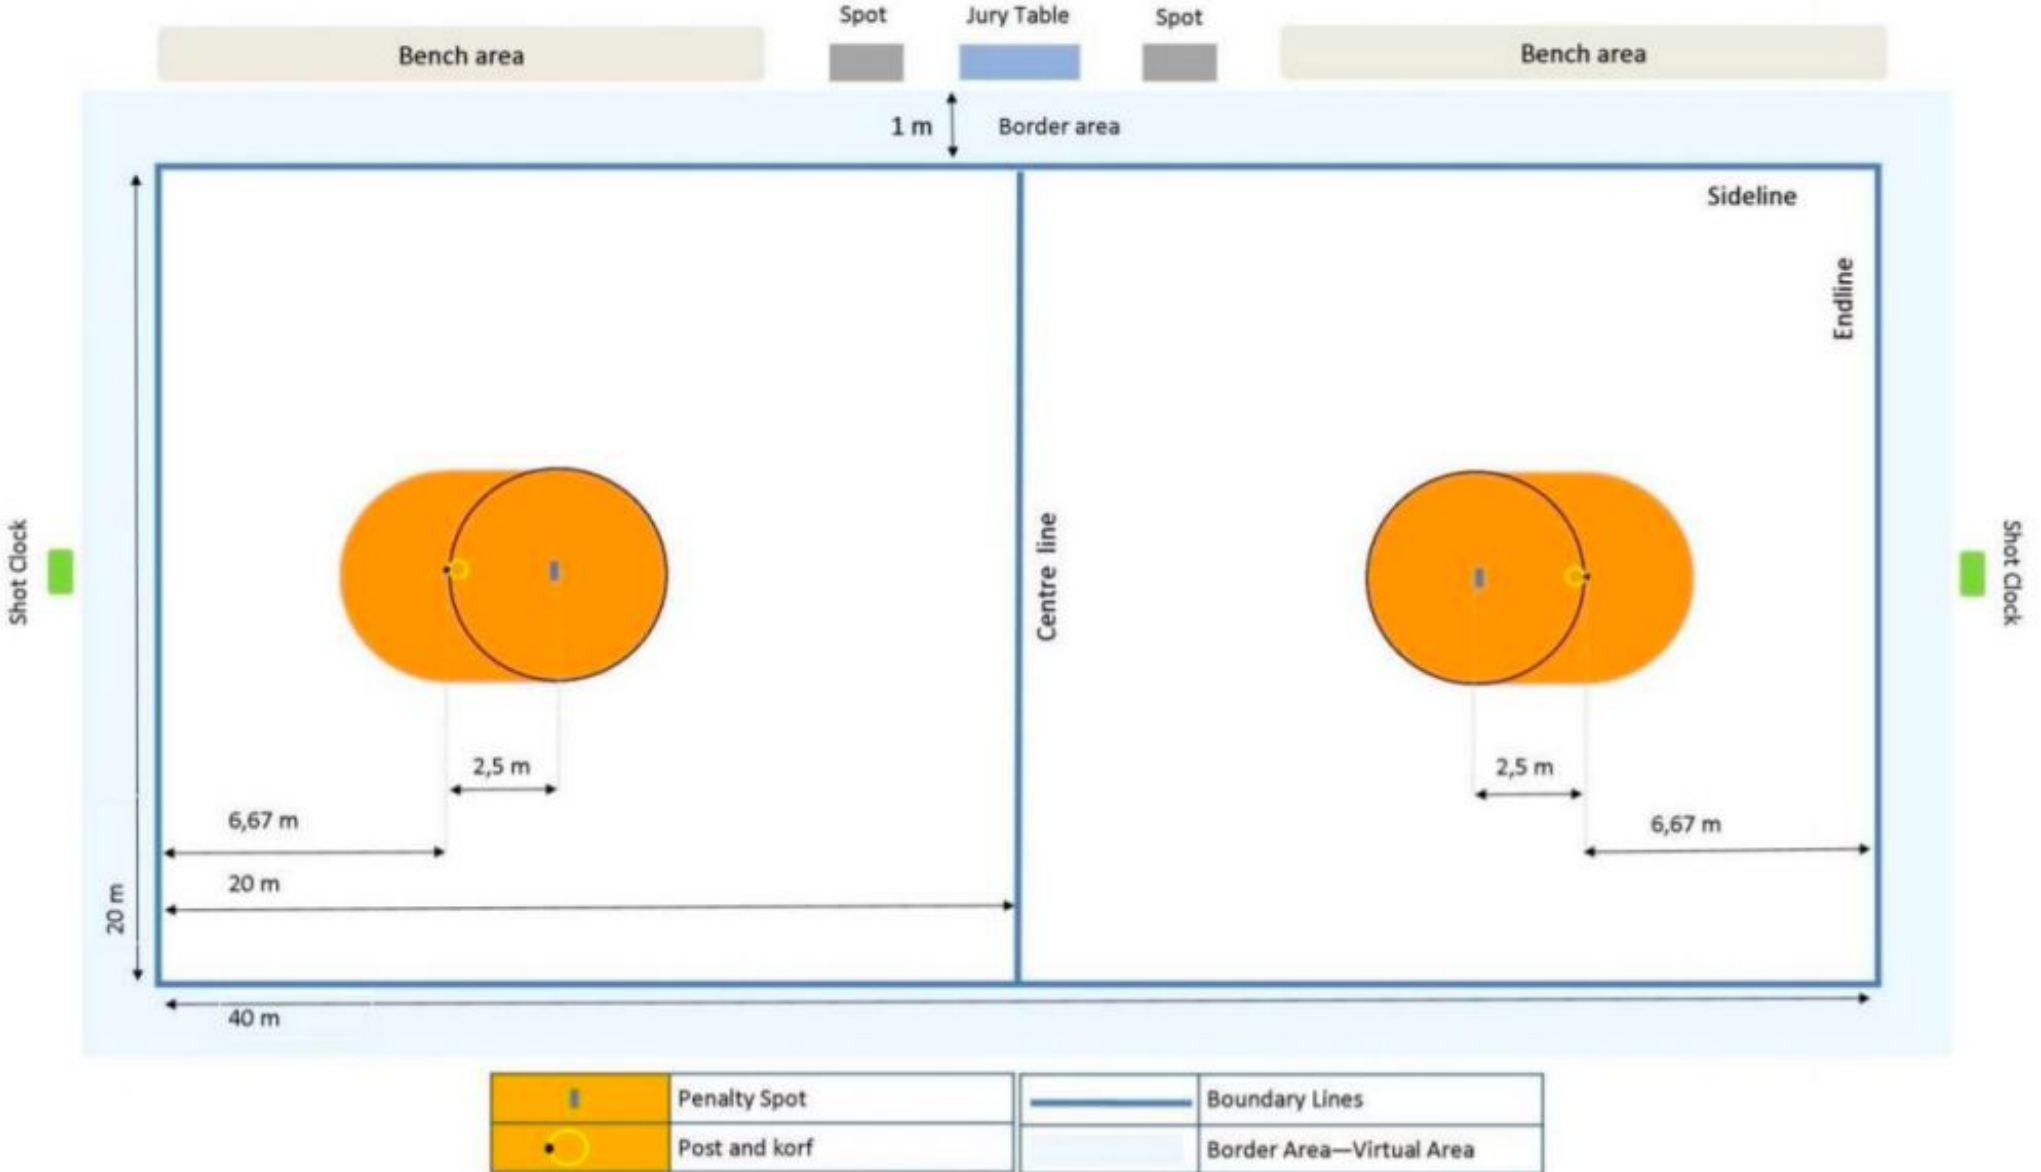 Spot
Jury Table
Spot
Bench area
Bench area
1 m
Border area
Sideline
Endline
Shot Clock
Centre line
Shot Clock
2,5 m
2,5 m
6,67 m
6,67 m
20 m
20 m
40 m
Penalty Spot
Boundary Lines
Post and korf
Border Area—Virtual Area